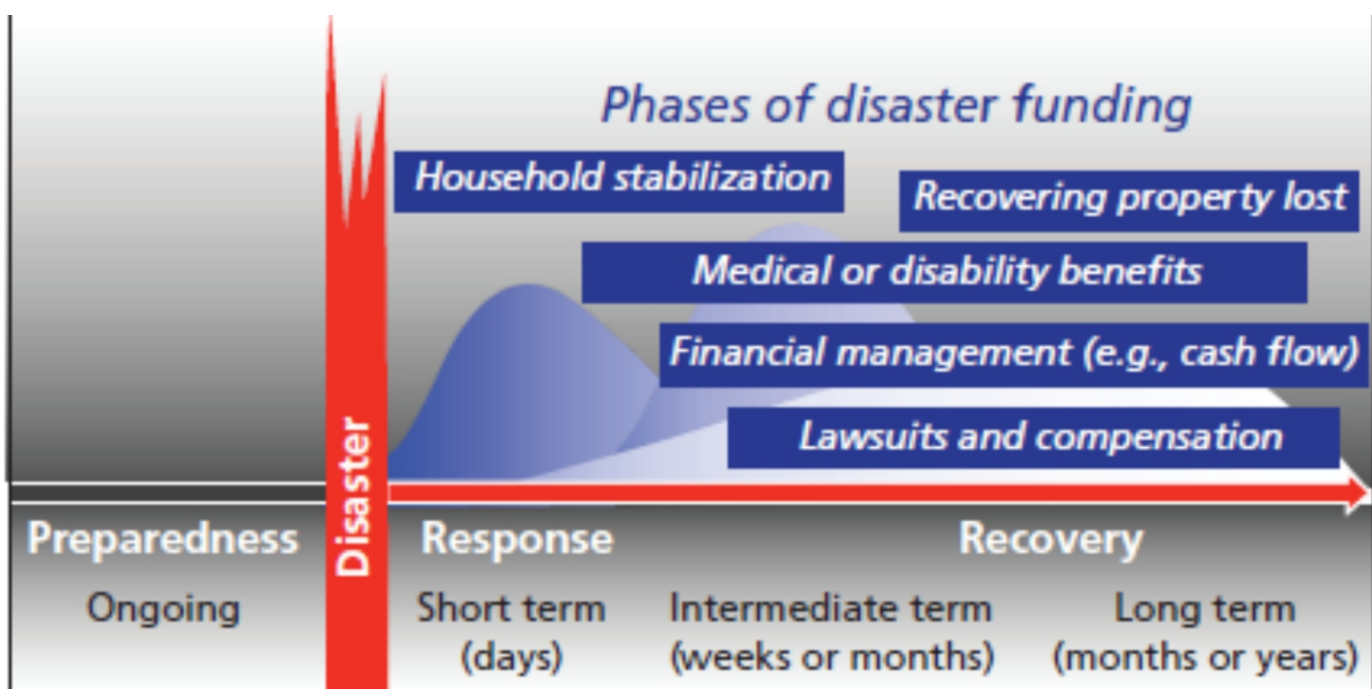 Phases of disaster funding
Household stabilization
Recovering property lost
Medical or disability benefits
Financial management (e.g., cash flow)
Lawsuits and compensation
Disaster
Preparedness
Response
Recovery
Ongoing
Short term
(days)
Intermediate term
(weeks or months)
Long term
(months or years)